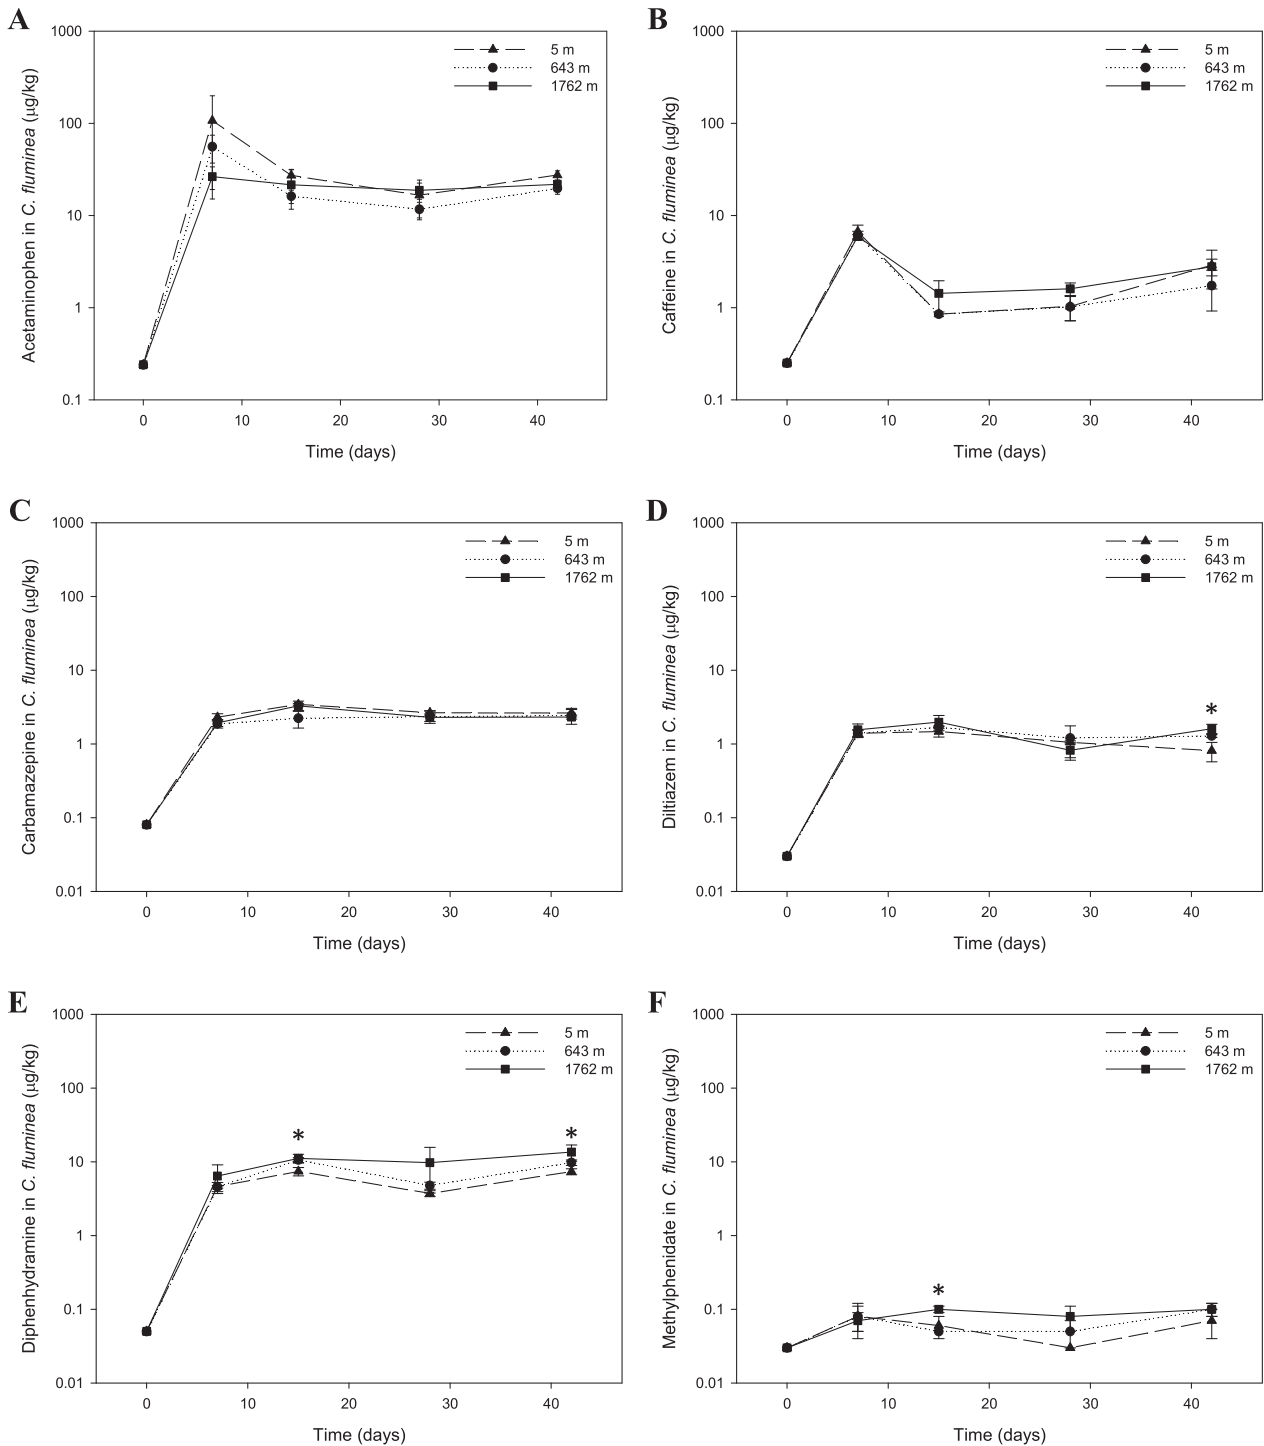 A
1000
100
10
1
0.1
Acetaminophen in C. fluminea (µg/kg)
5 m
643 m
1762 m
0 10 20 30 40
Time (days)
B
1000
100
10
1
0.1
Caffeine in C. fluminea (µg/kg)
5 m
643 m
1762 m
0 10 20 30 40
Time (days)
C
1000
100
10
1
0.1
0.01
Carbamazepine in C. fluminea (µg/kg)
5 m
643 m
1762 m
0 10 20 30 40
Time (days)
D
1000
100
10
1
0.1
0.01
Diltiazem in C. fluminea (µg/kg)
5 m
643 m
1762 m
*
0 10 20 30 40
Time (days)
E
1000
100
10
1
0.1
0.01
Diphenhydramine in C. fluminea (µg/kg)
5 m
643 m
1762 m
* *
0 10 20 30 40
Time (days)
F
1000
100
10
1
0.1
0.01
Methylphenidate in C. fluminea (µg/kg)
5 m
643 m
1762 m
*
0 10 20 30 40
Time (days)